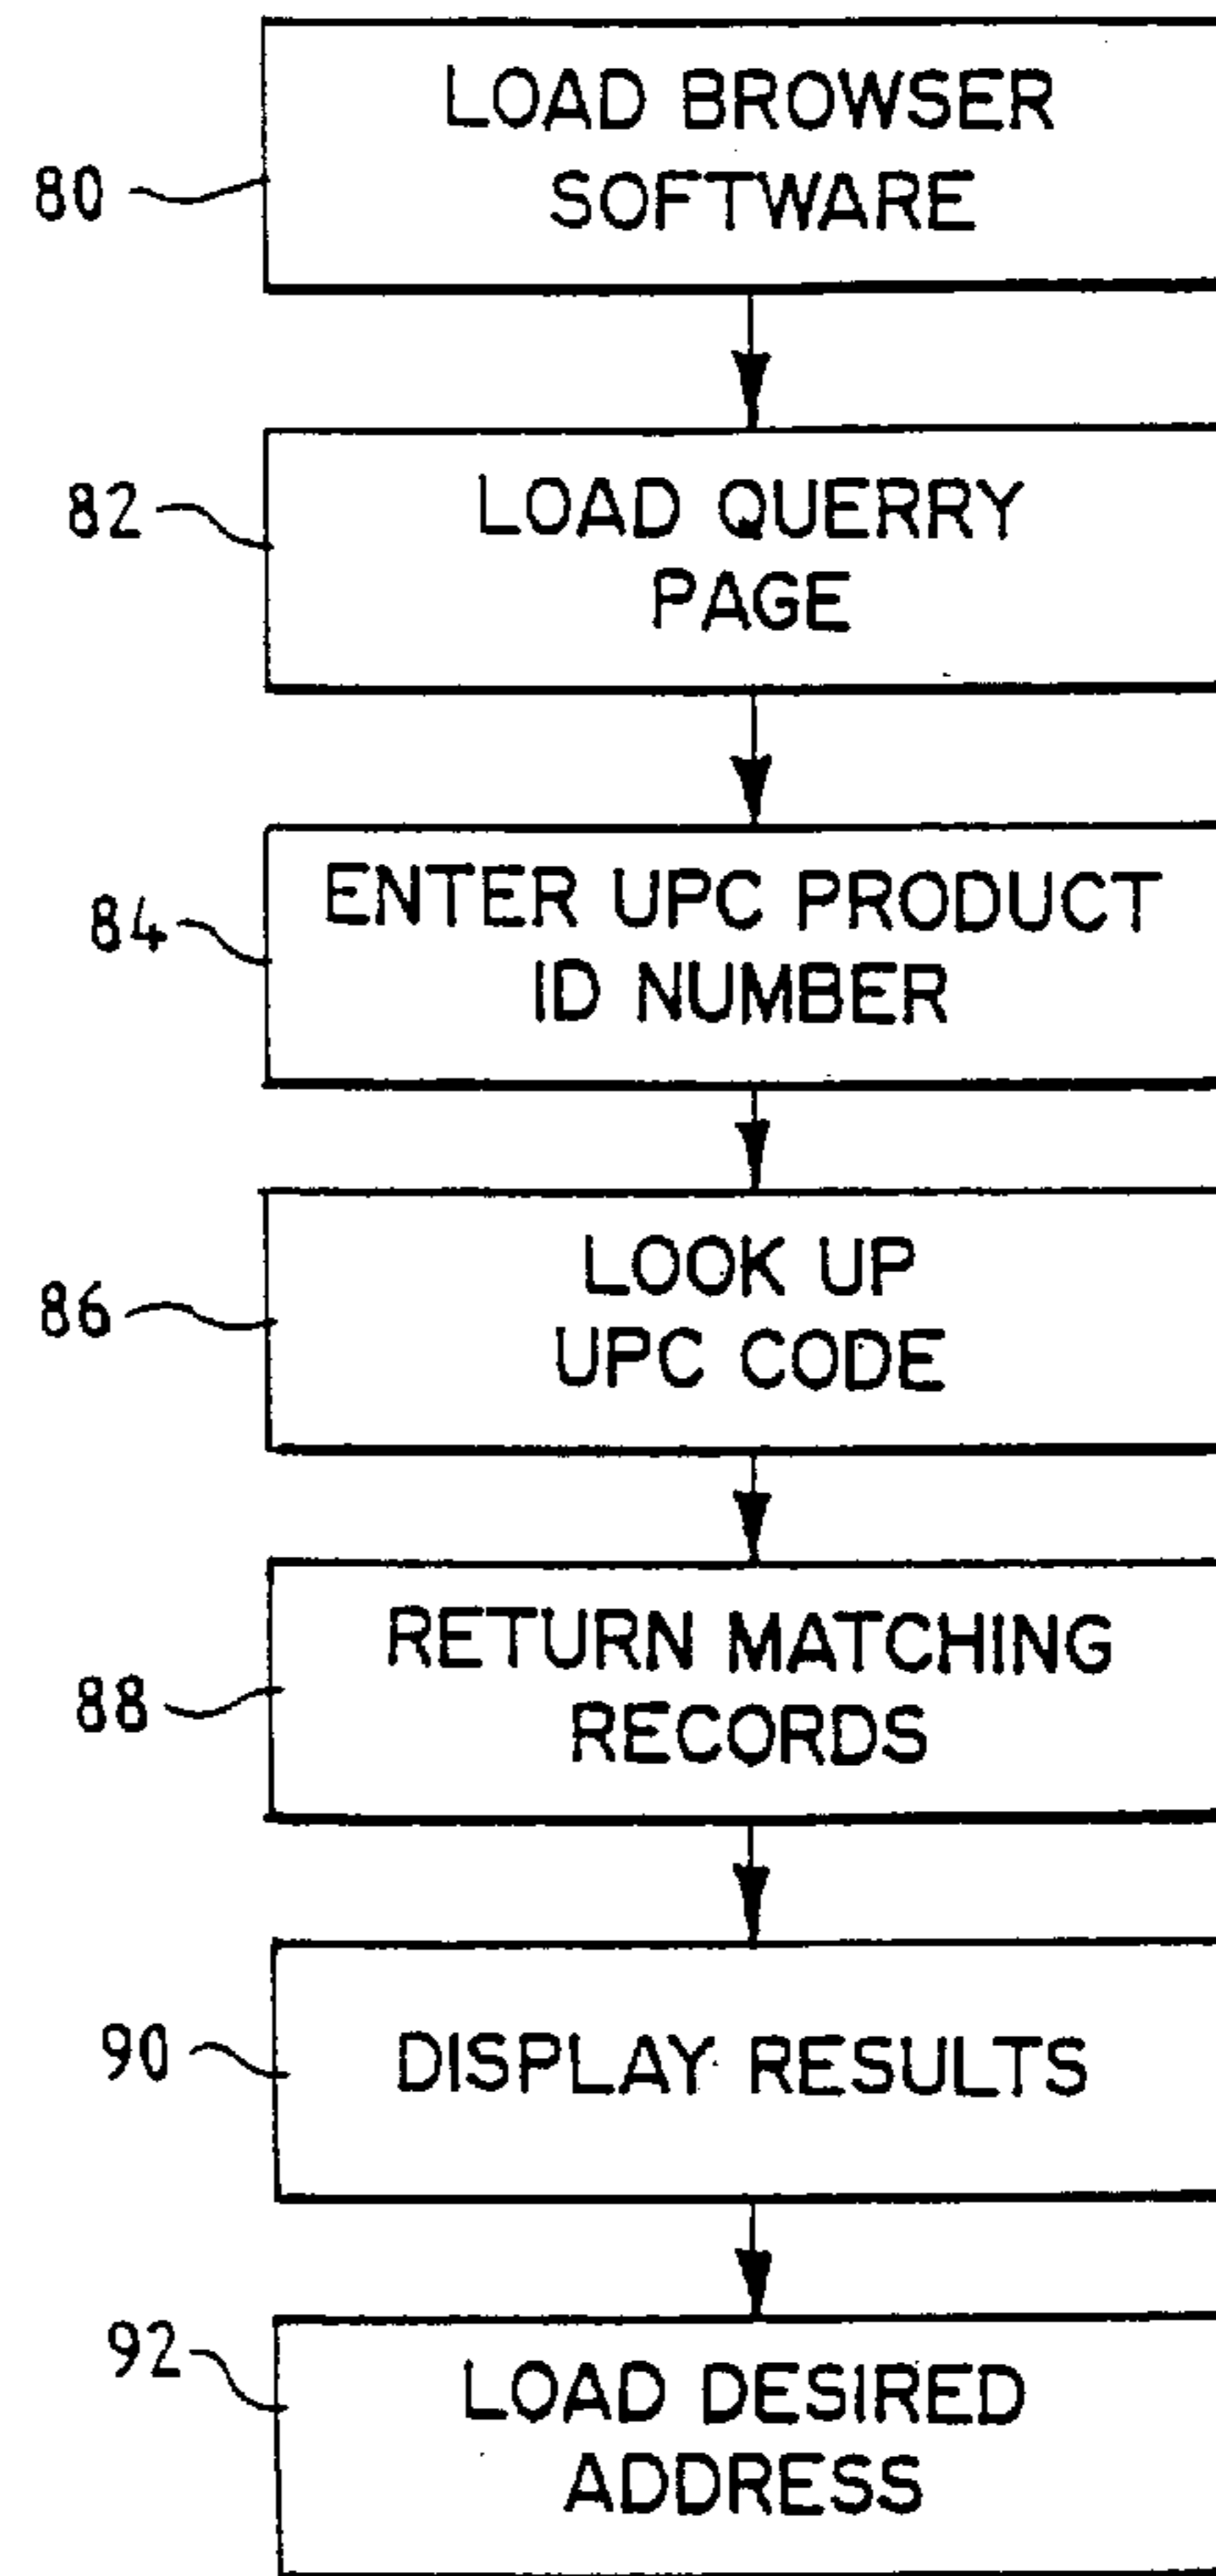 LOAD BROWSER
80
SOFTWARE
82
LOAD QUERRY
PAGE
84
ENTER UPC PRODUCT
ID NUMBER
86
LOOK UP
UPC CODE
88
RETURN MATCHING
RECORDS
90
DISPLAY RESULTS
92
LOAD DESIRED
ADDRESS